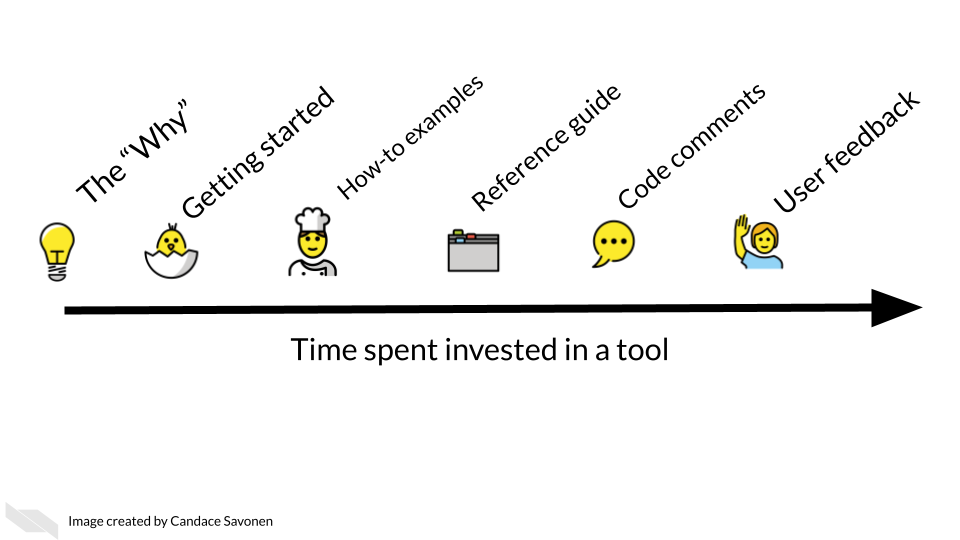 The “Why”
Getting started
How-to examples
Reference guide
Code comments
User feedback
Time spent invested in a tool
Image created by Candace Savonen